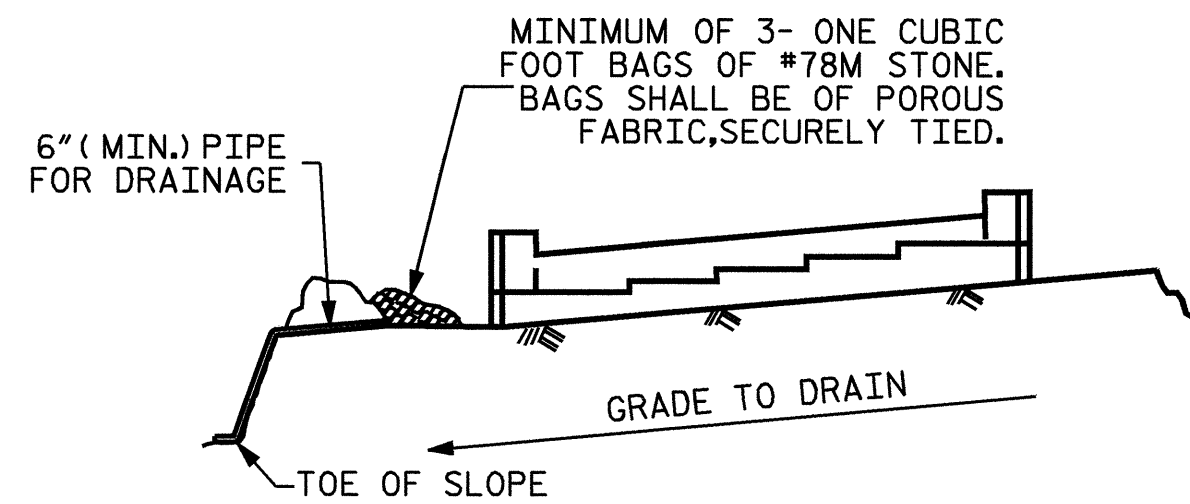 MINIMUM OF 3- ONE CUBIC
FOOT BAGS OF #78M STONE.
BAGS SHALL BE OF POROUS
FABRIC,SECURELY TIED.
6"(MIN.) PIPE
FOR DRAINAGE
GRADE TO DRAIN
TOE OF SLOPE